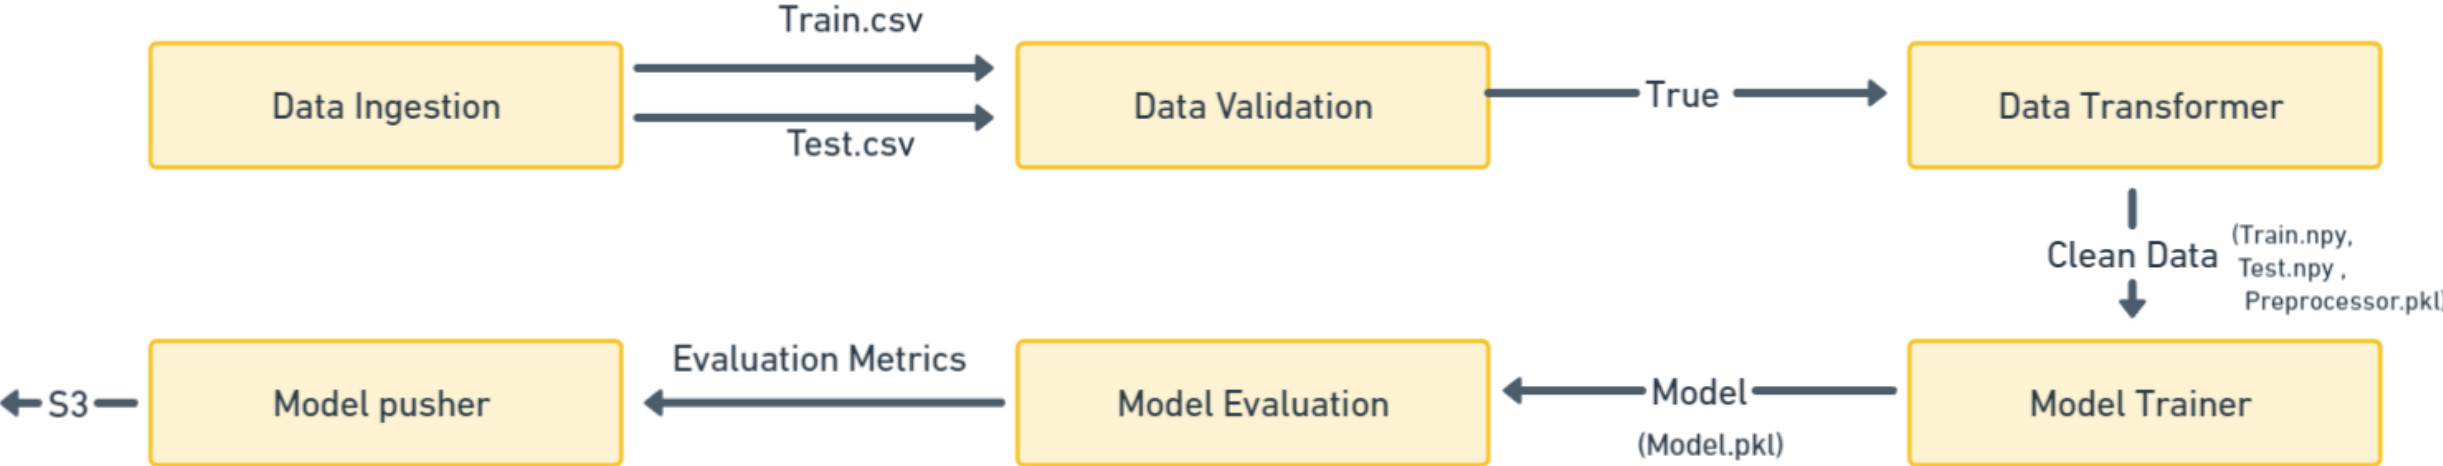 Train.csv
Data Ingestion
Data Validation
True
Data Transformer
Test.csv
Clean Data
(Train.npy,
Test.npy ,
Preprocessor.pkl)
S3
Model pusher
Evaluation Metrics
Model Evaluation
Model
(Model.pkl)
Model Trainer